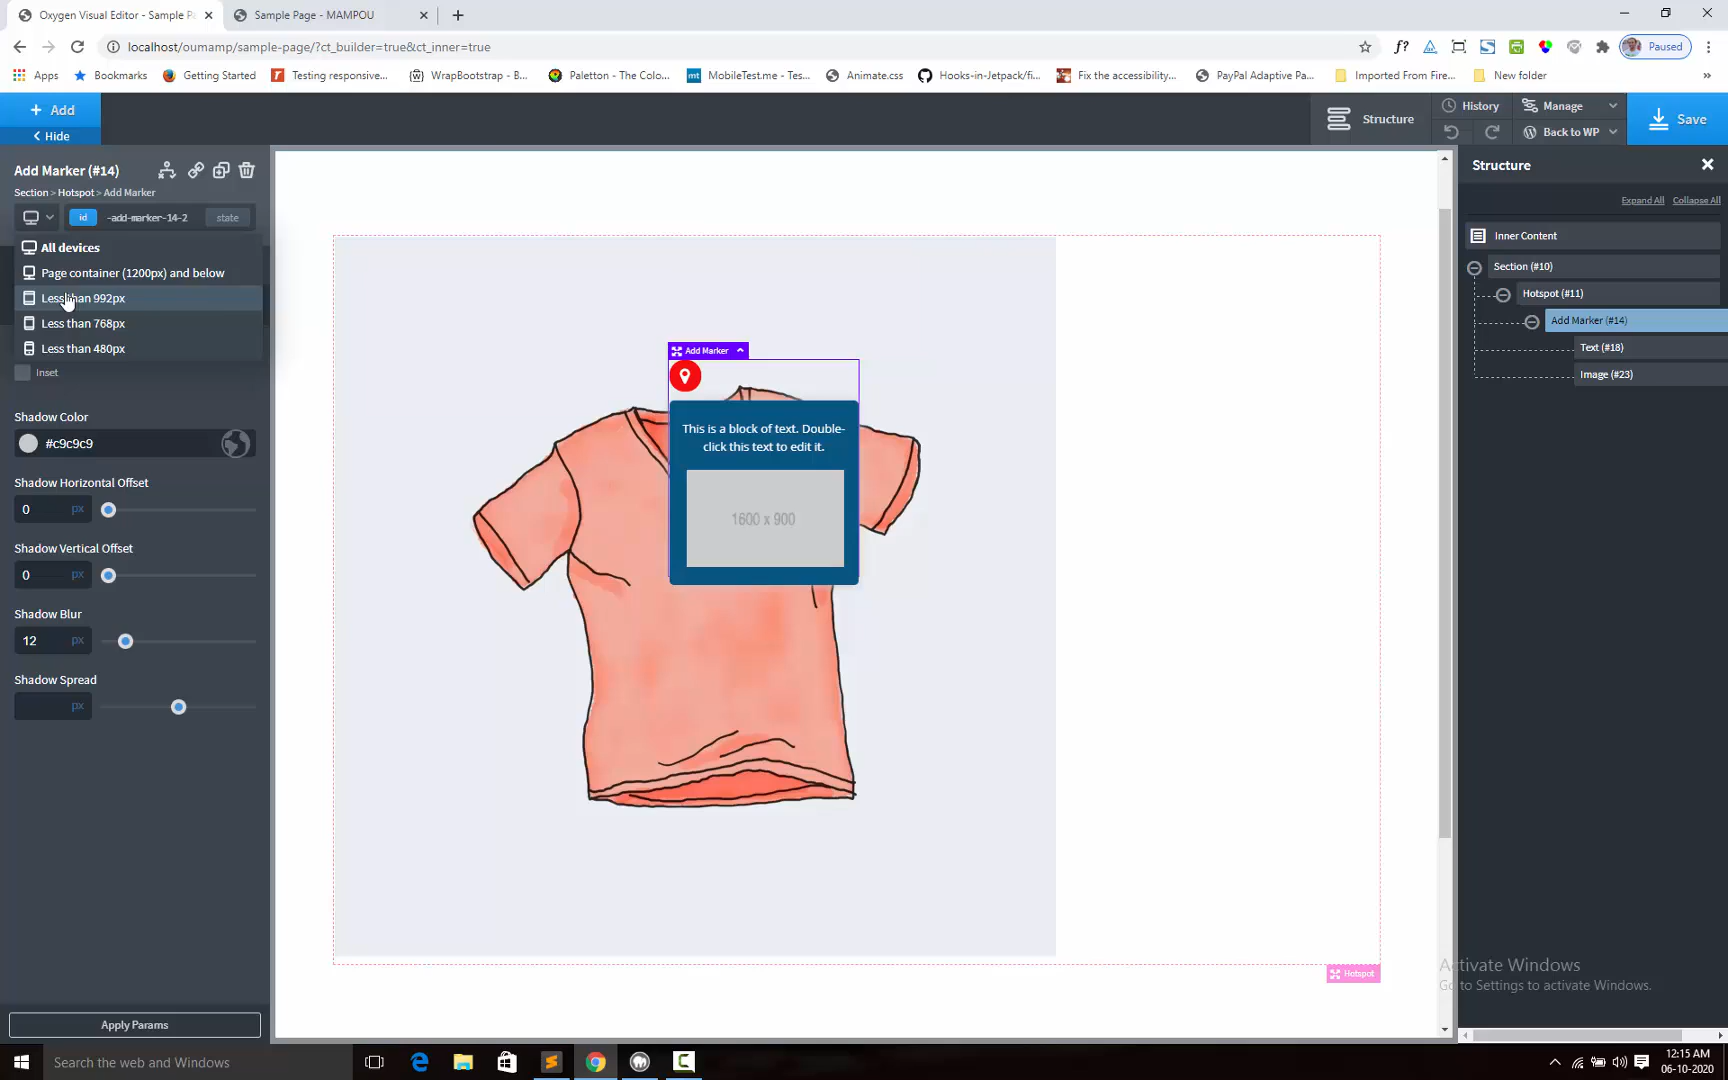 Oxygen Visual Editor - Sample P
Sample Page - MAMPOU
localhost/oumamp/sample-page/?ct_builder=true&ct_inner=true
f?
Paused
Apps
Bookmarks
Getting Started
Testing responsive...
WrapBootstrap - B...
Paletton - The Colo...
MobileTest.me - Tes...
Animate.css
Hooks-in-Jetpack/fi...
Fix the accessibility...
PayPal Adaptive Pa...
Imported From Fire...
New folder
+ Add
< Hide
Structure
History
Manage
Back to WP
Save
Add Marker (#14)
Section > Hotspot > Add Marker
id
-add-marker-14-2
state
All devices
Page container (1200px) and below
Less than 992px
Less than 768px
Less than 480px
Inset
Shadow Color
#c9c9c9
Shadow Horizontal Offset
0 px
Shadow Vertical Offset
0 px
Shadow Blur
12 px
Shadow Spread
px
Apply Params
Add Marker
This is a block of text. Double-
click this text to edit it.
1600 x 900
Hotspot
Structure
Expand All
Collapse All
Inner Content
Section (#10)
Hotspot (#11)
Add Marker (#14)
Text (#18)
Image (#23)
Activate Windows
Go to Settings to activate Windows.
Search the web and Windows
12:15 AM
06-10-2020